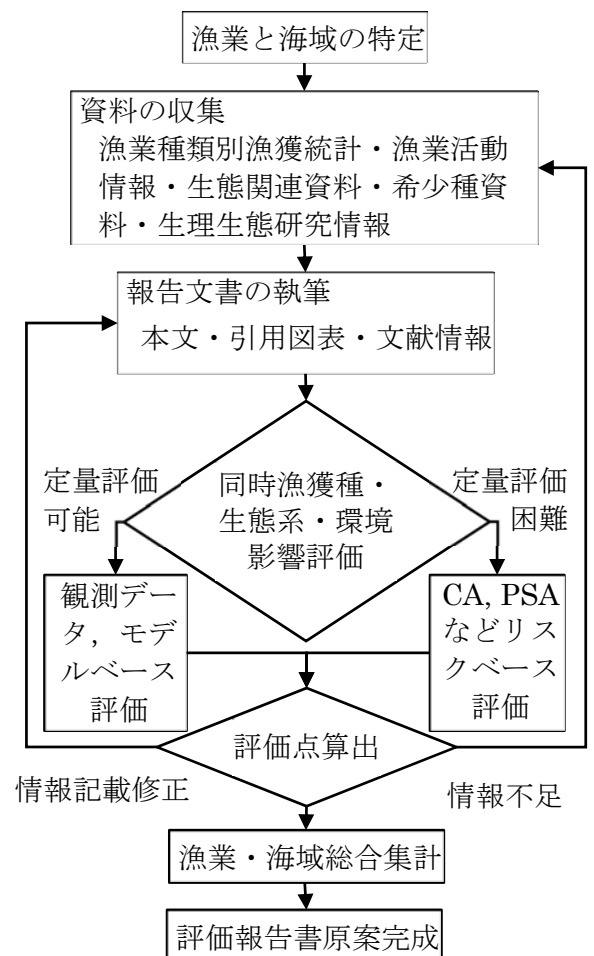 漁業と海域の特定
資料の収集
漁業種類別漁獲統計・漁業活動
情報・生態関連資料・希少種資
料・生理生態研究情報
報告文書の執筆
本文・引用図表・文献情報
定量評価
可能
同時漁獲種・
生態系・環境
影響評価
定量評価
困難
観測デー
タ，モデ
ルベース
評価
CA, PSA
などリス
クベース
評価
評価点算出
情報記載修正
情報不足
漁業・海域総合集計
評価報告書原案完成